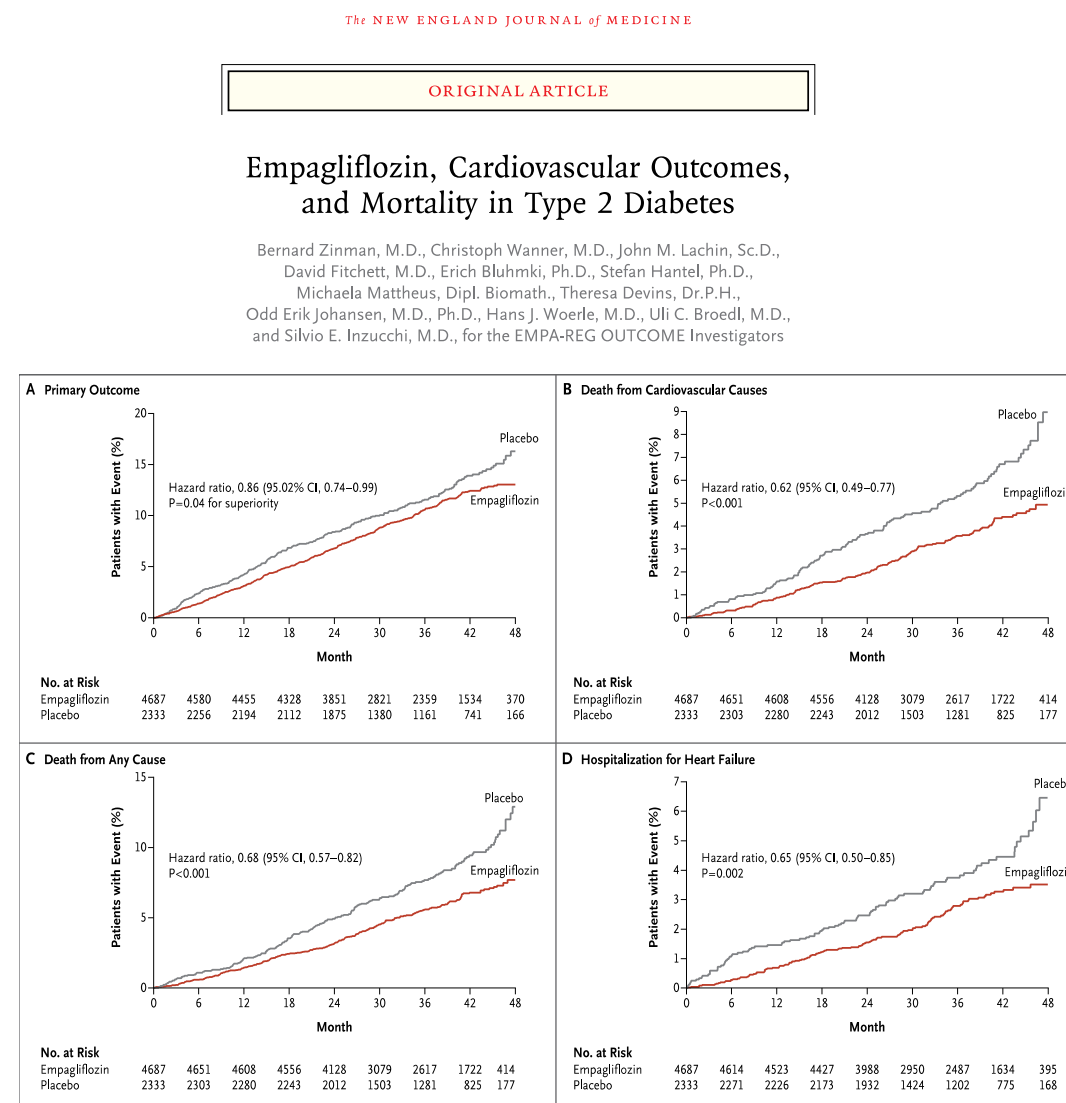 The NEW ENGLAND JOURNAL of MEDICINE
ORIGINAL ARTICLE
Empagliflozin, Cardiovascular Outcomes,
and Mortality in Type 2 Diabetes
Bernard Zinman, M.D., Christoph Wanner, M.D., John M. Lachin, Sc.D.,
David Fitchett, M.D., Erich Bluhmki, Ph.D., Stefan Hantel, Ph.D.,
Michaela Mattheus, Dipl. Biomath., Theresa Devins, Dr.P.H.,
Odd Erik Johansen, M.D., Ph.D., Hans J. Woerle, M.D., Uli C. Broedl, M.D.,
and Silvio E. Inzucchi, M.D., for the EMPA-REG OUTCOME Investigators
A Primary Outcome
Patients with Event (%)
20
15
10
5
0
Placebo
Hazard ratio, 0.86 (95.02% CI, 0.74–0.99)
P=0.04 for superiority
Empagliflozin
0 6 12 18 24 30 36 42 48
Month
No. at Risk
Empagliflozin 4687 4580 4455 4328 3851 2821 2359 1534 370
Placebo 2333 2256 2194 2112 1875 1380 1161 741 166
B Death from Cardiovascular Causes
Patients with Event (%)
9
8
7
6
5
4
3
2
1
0
Placebo
Hazard ratio, 0.62 (95% CI, 0.49–0.77)
P<0.001
Empagliflozi
0 6 12 18 24 30 36 42 48
Month
No. at Risk
Empagliflozin 4687 4651 4608 4556 4128 3079 2617 1722 414
Placebo 2333 2303 2280 2243 2012 1503 1281 825 177
C Death from Any Cause
Patients with Event (%)
15
10
5
0
Placebo
Hazard ratio, 0.68 (95% CI, 0.57–0.82)
P<0.001
Empagliflozin
0 6 12 18 24 30 36 42 48
Month
No. at Risk
Empagliflozin 4687 4651 4608 4556 4128 3079 2617 1722 414
Placebo 2333 2303 2280 2243 2012 1503 1281 825 177
D Hospitalization for Heart Failure
Patients with Event (%)
7
6
5
4
3
2
1
0
Placeb
Hazard ratio, 0.65 (95% CI, 0.50–0.85)
P=0.002
Empagliflozi
0 6 12 18 24 30 36 42 48
Month
No. at Risk
Empagliflozin 4687 4614 4523 4427 3988 2950 2487 1634 395
Placebo 2333 2271 2226 2173 1932 1424 1202 775 168